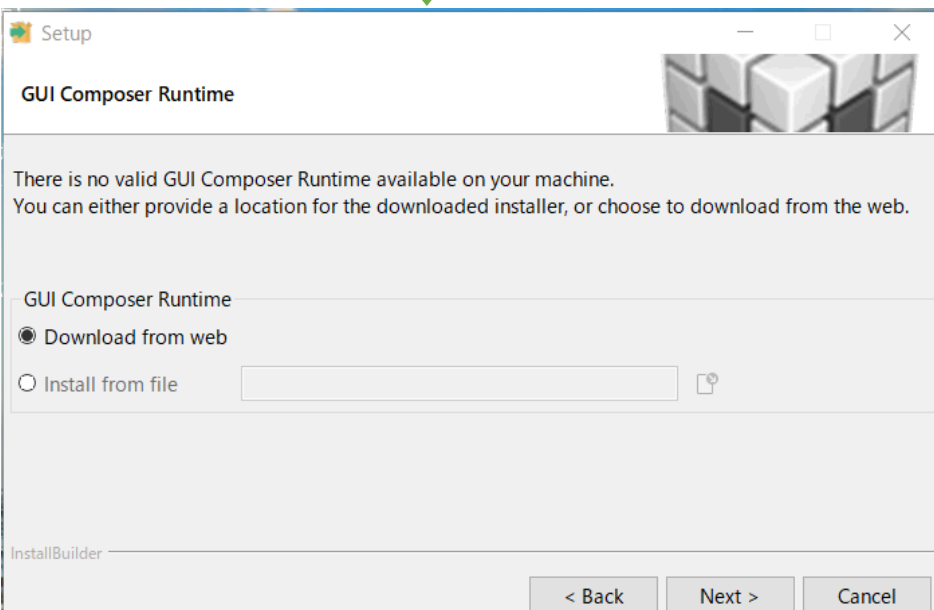 Setup
GUI Composer Runtime
There is no valid GUI Composer Runtime available on your machine.
You can either provide a location for the downloaded installer, or choose to download from the web.
GUI Composer Runtime
Download from web
Install from file
InstallBuilder
< Back
Next >
Cancel